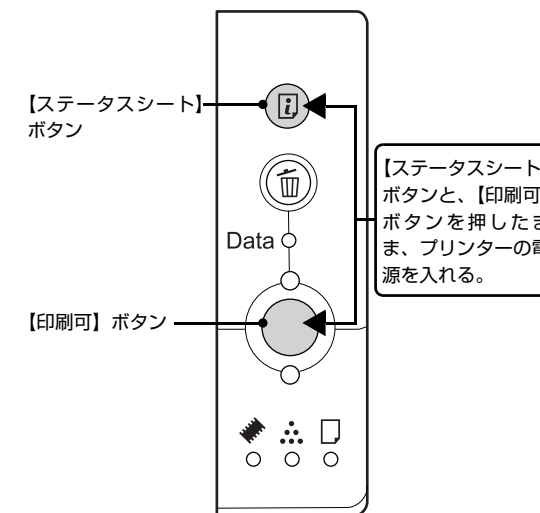 【ステータスシート】
ボタン
Data
【印刷可】ボタン
【ステータスシート
ボタンと、【印刷可
ボタンを押したま
ま、プリンターの電
源を入れる。